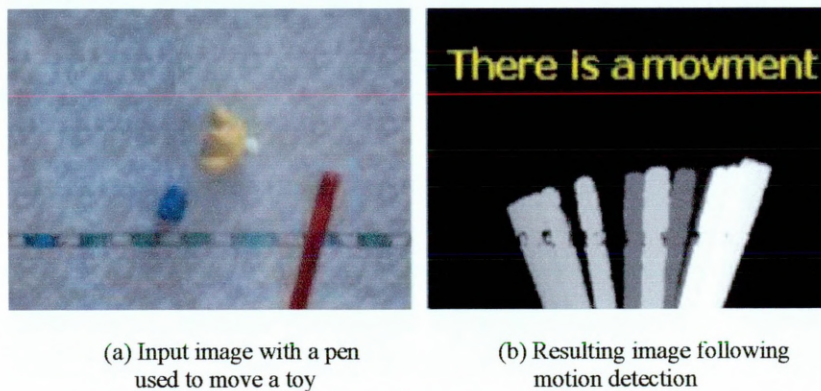 There is a movment
(a) Input image with a pen
used to move a toy
(b) Resulting image following
motion detection